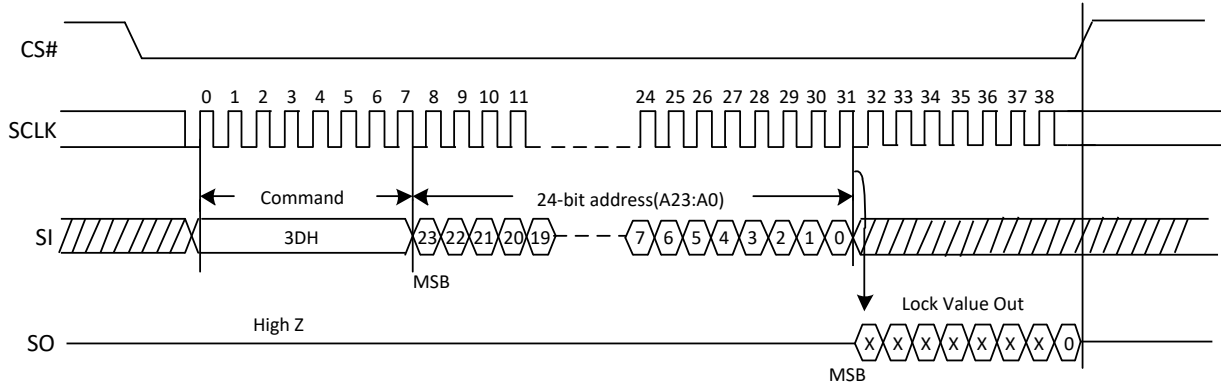 CS#
0 1 2 3 4 5 6 7 8 9 10 11 24 25 26 27 28 29 30 31 32 33 34 35 36 37 38
SCLK
Command 24-bit address(A23:A0)
SI 3DH 23 22 21 20 19 7 6 5 4 3 2 1 0
MSB
High Z Lock Value Out
SO X X X X X X X 0
MSB